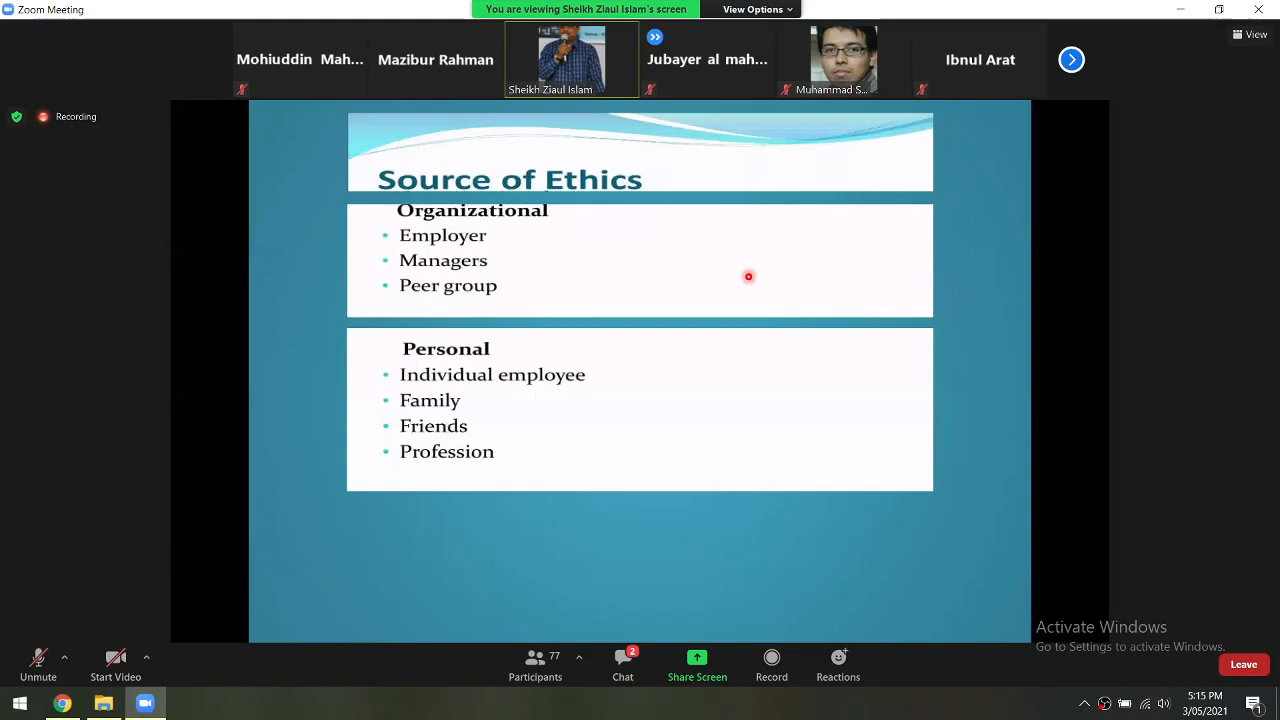 Zoom Meeting
You are viewing Sheikh Ziaul Islam's screen
View Options
View
Mohiuddin Mah...
Mazibur Rahman
Sheikh Ziaul Islam
Jubayer al mah...
Muhammad S...
Ibnul Arat
Recording
Source of Ethics
Organizational
• Employer
• Managers
• Peer group
Personal
• Individual employee
• Family
• Friends
• Profession
Activate Windows
Go to Settings to activate Windows.
Unmute
Start Video
77
Participants
2
Chat
Share Screen
Record
Reactions
Leave
5:15 PM
3/05/2021
1